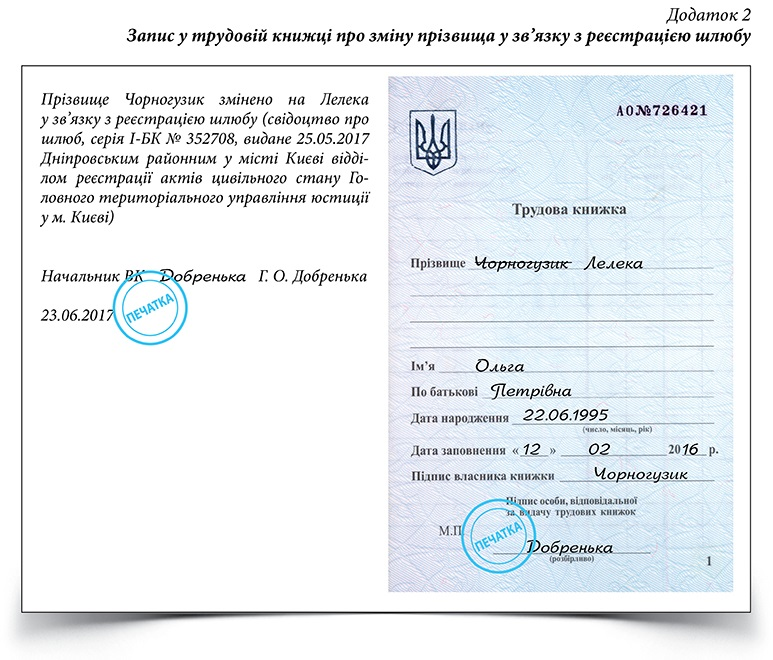 Додаток 2
Запис у трудовій книжці про зміну прізвища у зв’язку з реєстрацією шлюбу
Прізвище Чорногузик змінено на Лелека
у зв’язку з реєстрацією шлюбу (свідоцтво про
шлюб, серія І-БК № 352708, видане 25.05.2017
Дніпровським районним у місті Києві відді-
лом реєстрації актів цивільного стану Го-
ловного територіального управління юстиції
у м. Києві)
Начальник ВК Добренька Г. О. Добренька
23.06.2017
ПЕЧАТКА
АО№726421
Трудова книжка
Прізвище Чорногузик Лелека
Ім’я Ольга
По батькові Петрівна
Дата народження 22.06.1995
(число, місяць, рік)
Дата заповнення «12» 02 2016 р.
Підпис власника книжки Чорногузик
Підпис особи, відповідальної
за видачу трудових книжок
М.П.
ПЕЧАТКА
Добренька
(розбірливо)
1